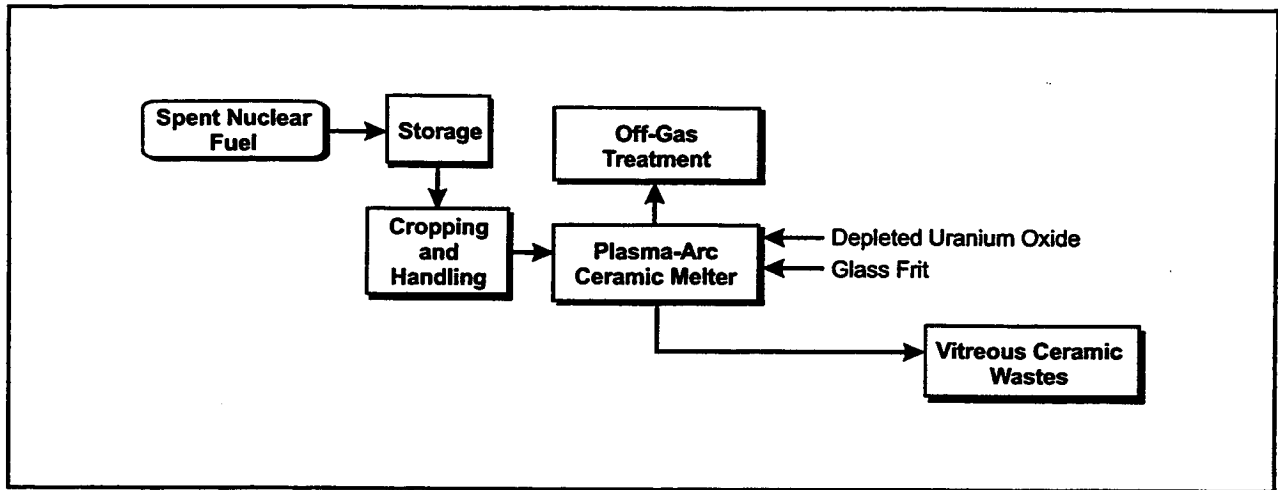 Spent Nuclear
Fuel
Storage
Off-Gas
Treatment
Cropping
and
Handling
Plasma-Arc
Ceramic Melter
Depleted Uranium Oxide
Glass Frit
Vitreous Ceramic
Wastes